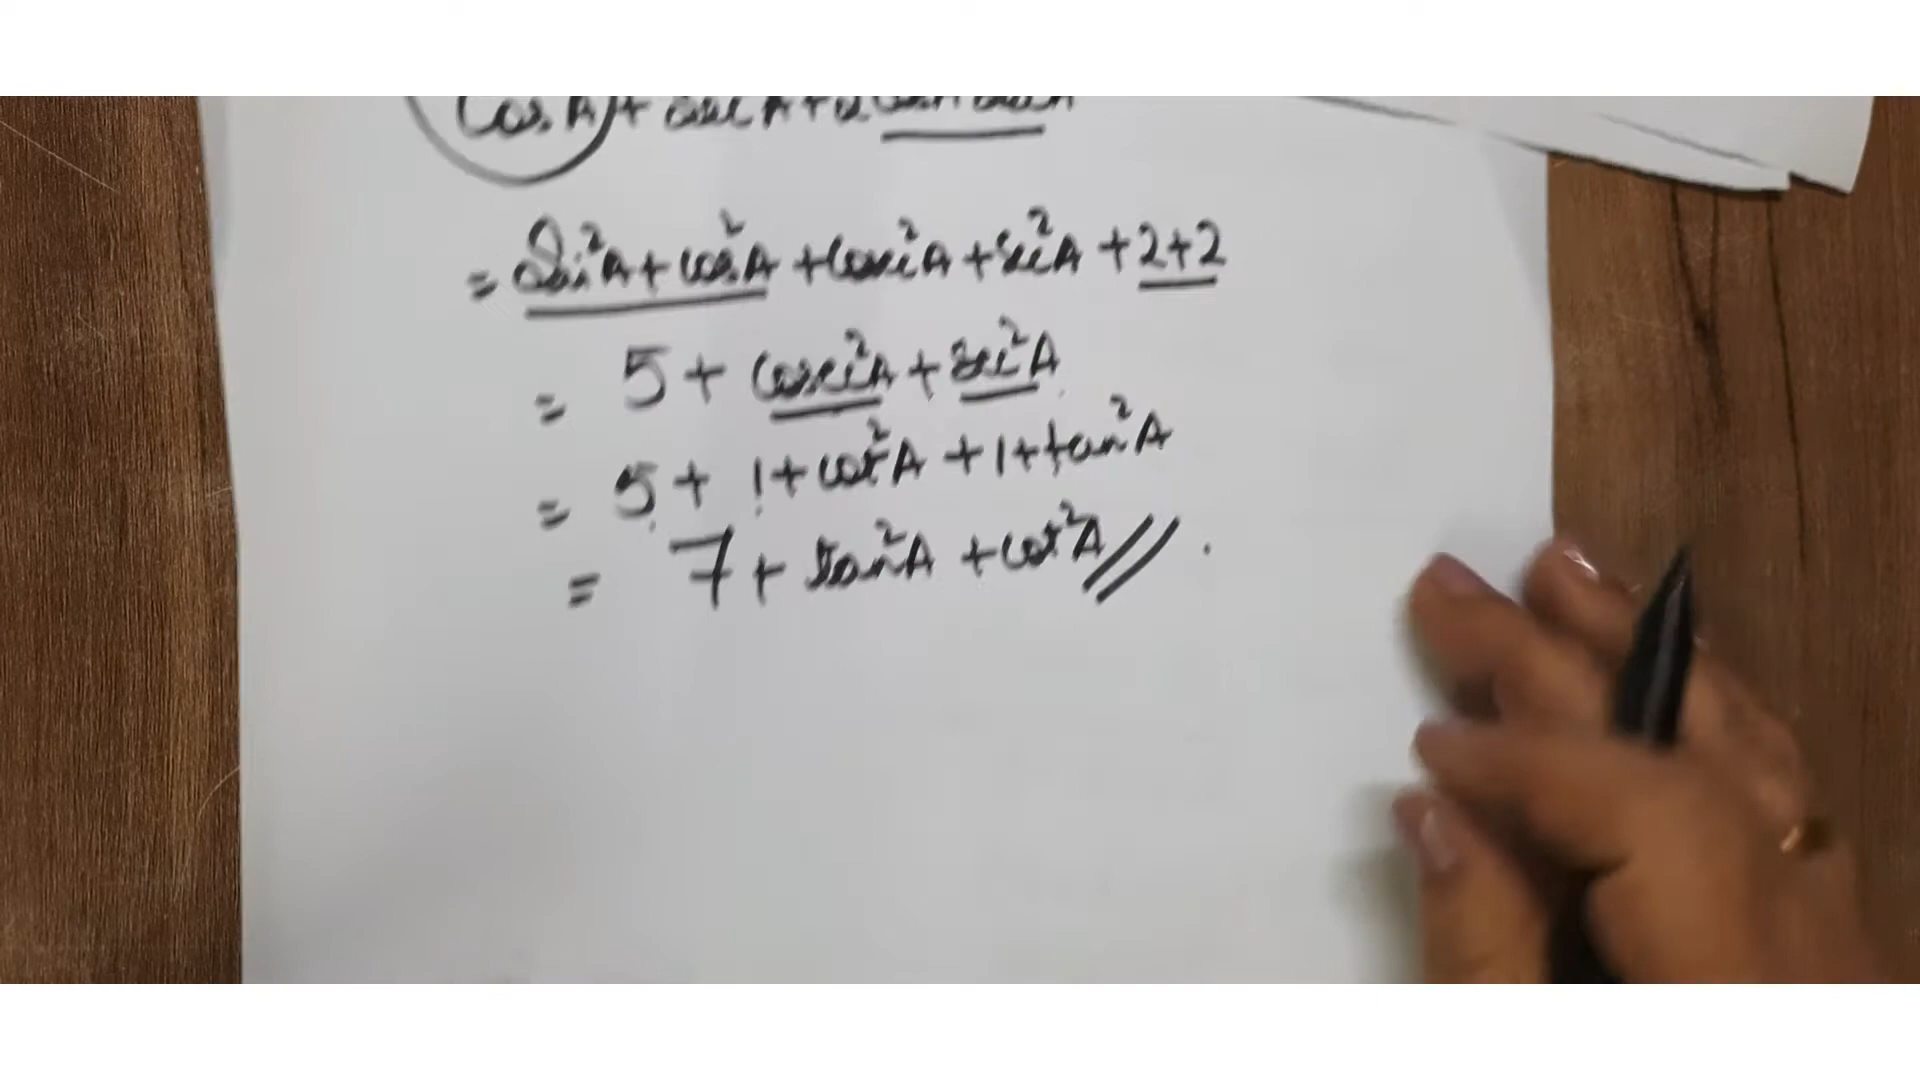 = Sin²A + cos²A + Cosec²A + Sec²A + 2 + 2
= 5 + Cosec²A + Sec²A
= 5 + 1 + cot²A + 1 + tan²A
= 7 + tan²A + cot²A //